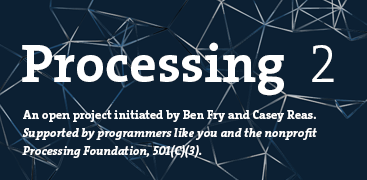 Processing 2
An open project initiated by Ben Fry and Casey Reas.
Supported by programmers like you and the nonprofit
Processing Foundation, 501(C)(3).